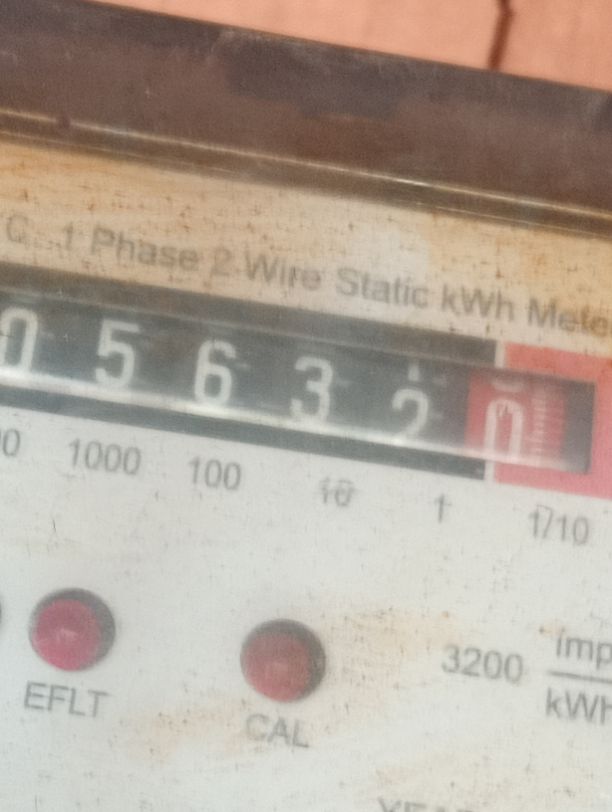 C. 1 Phase 2 Wire Static kWh Mete
0 5 6 3 2 0
00 1000 100 10 1 1/10
3200 imp
kWh
EFLT CAL